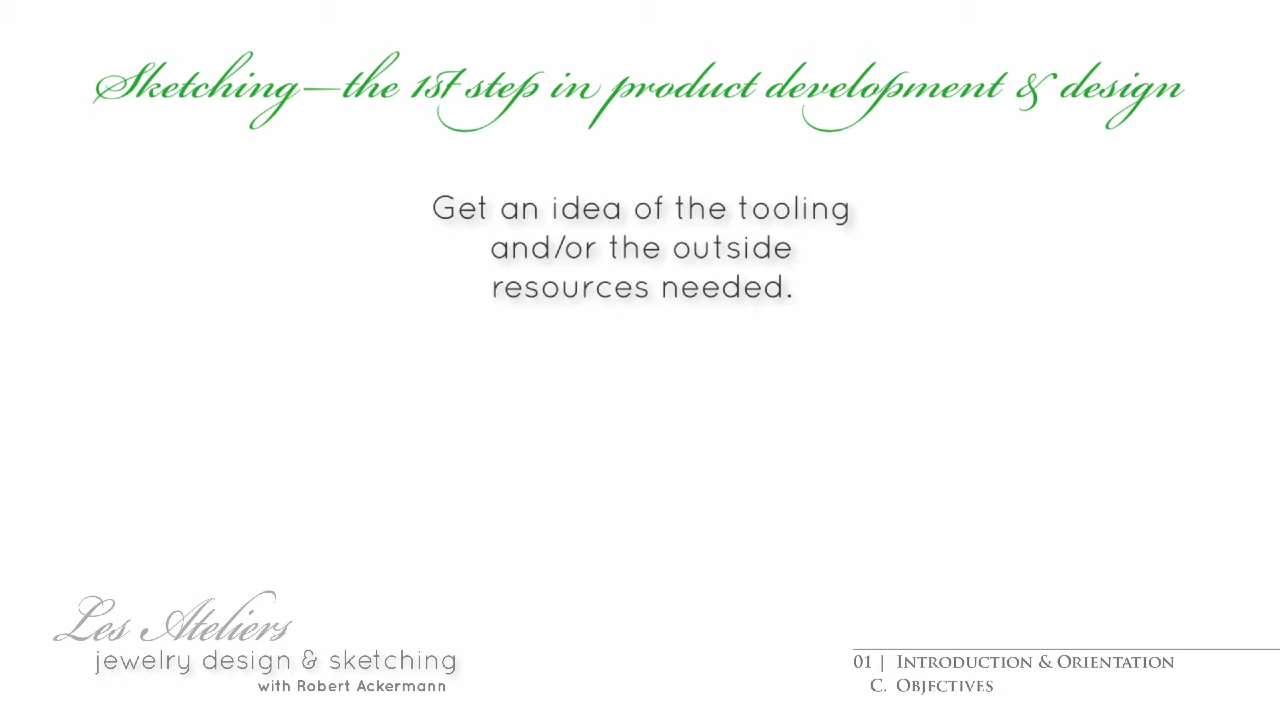 Sketching—the 1st step in product development & design
Get an idea of the tooling
and/or the outside
resources needed.
Les Ateliers
jewelry design & sketching
with Robert Ackermann
01 | Introduction & Orientation
C. Objectives